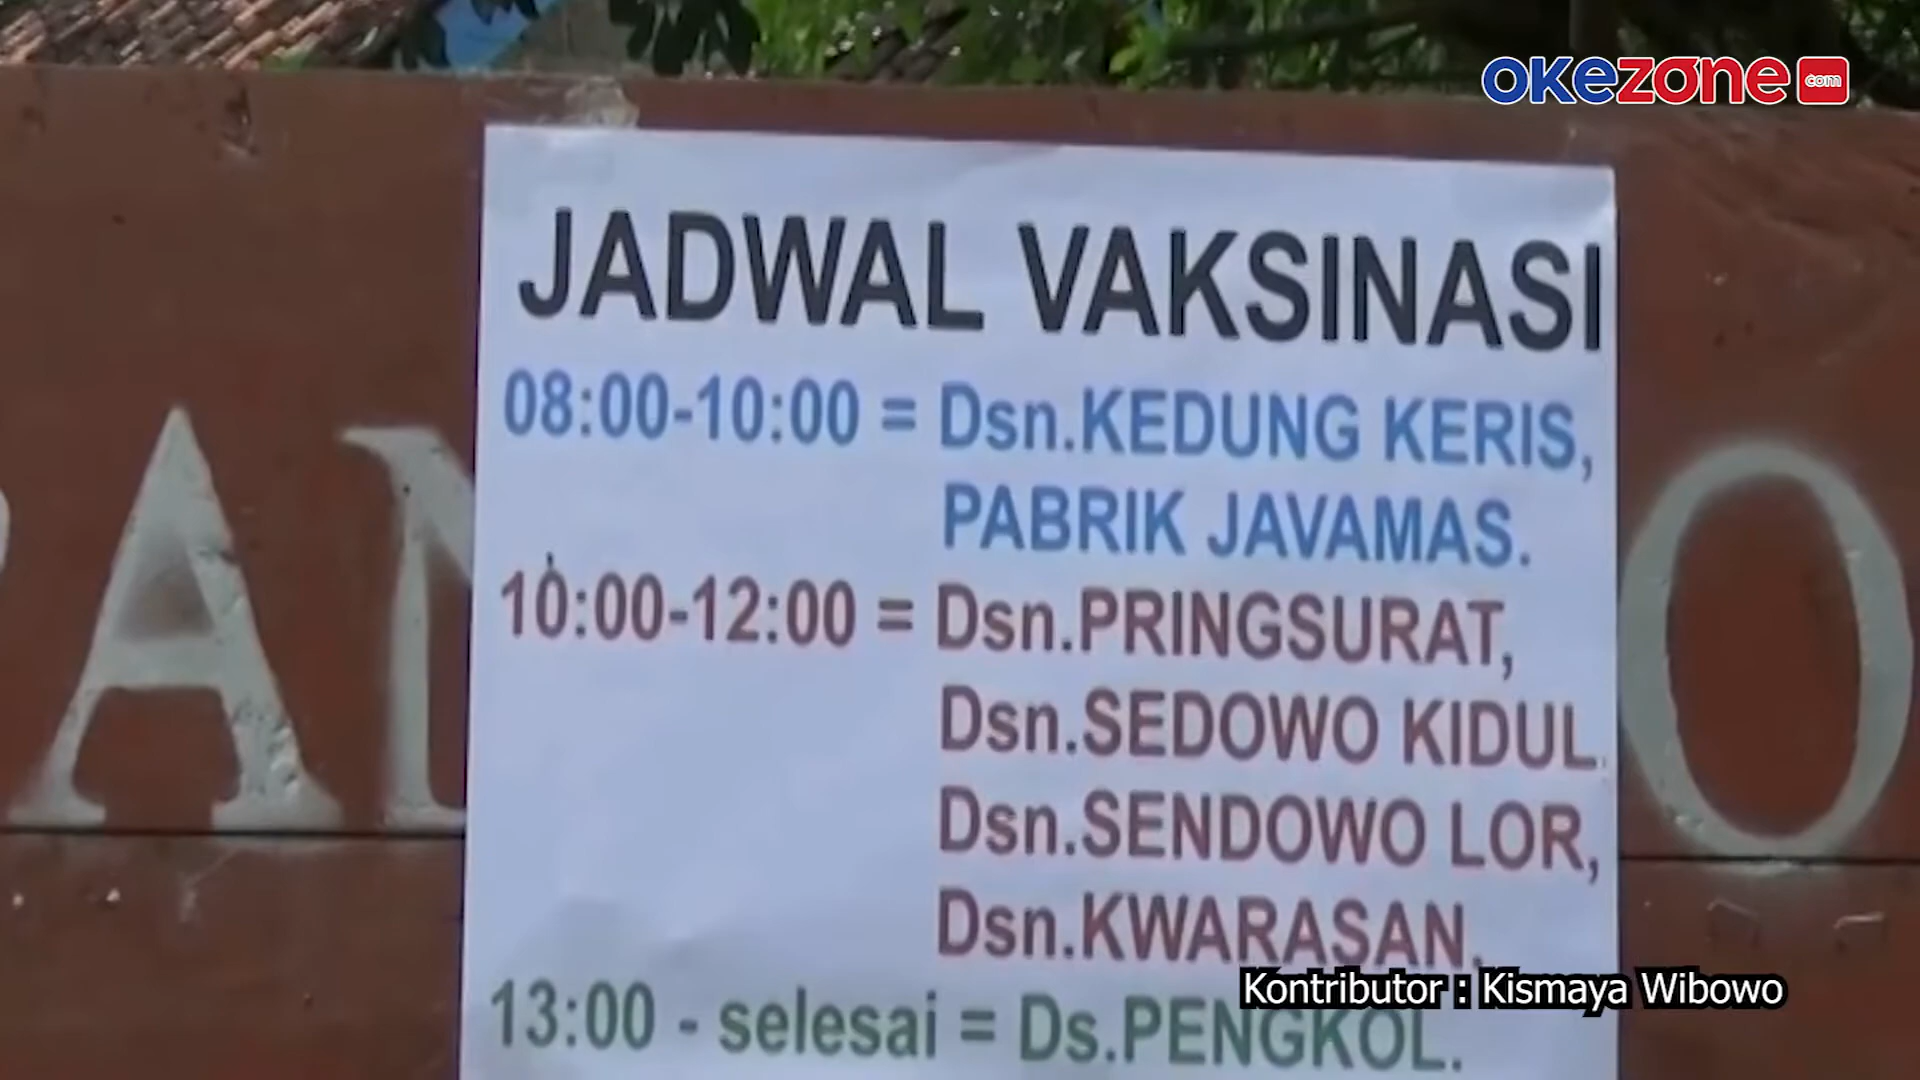 OKEZONE com
JADWAL VAKSINASI
08:00-10:00 = Dsn.KEDUNG KERIS,
PABRIK JAVAMAS.
10:00-12:00 = Dsn.PRINGSURAT,
Dsn.SEDOWO KIDUL.
Dsn.SENDOWO LOR,
Dsn.KWARASAN.
13:00 - selesai = Ds.PENGKOL.
Kontributor : Kismaya Wibowo